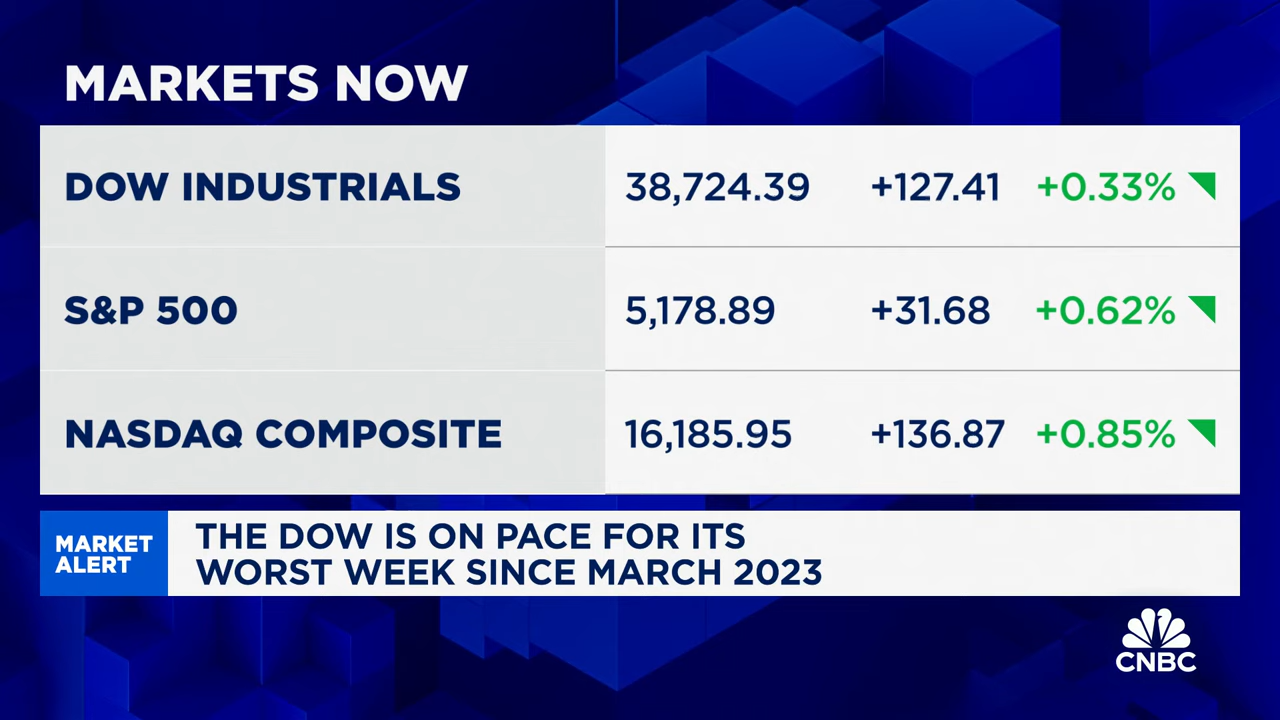 MARKETS NOW
DOW INDUSTRIALS 38,724.39 +127.41 +0.33%
S&P 500 5,178.89 +31.68 +0.62%
NASDAQ COMPOSITE 16,185.95 +136.87 +0.85%
MARKET
ALERT
THE DOW IS ON PACE FOR ITS
WORST WEEK SINCE MARCH 2023
CNBC